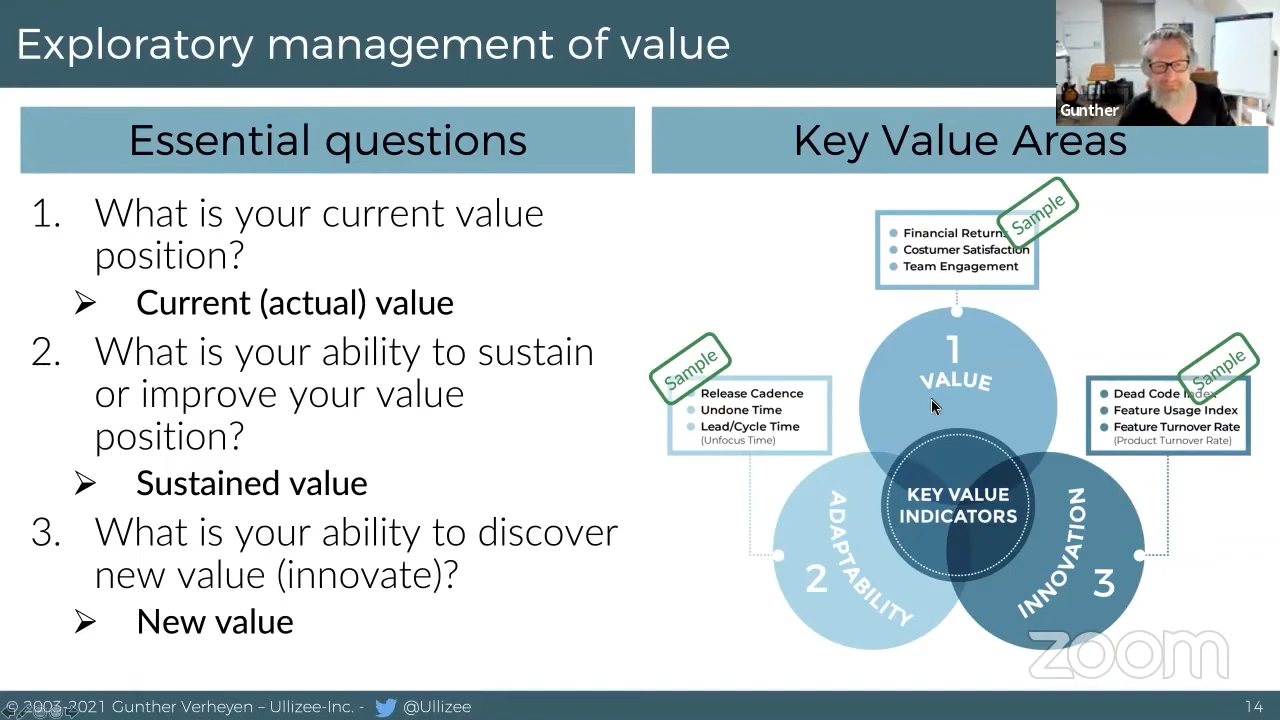 Exploratory management of value
Gunther
Essential questions
1. What is your current value
position?
Current (actual) value
2. What is your ability to sustain
or improve your value
position?
Sustained value
3. What is your ability to discover
new value (innovate)?
New value
Key Value Areas
Sample
Financial Return
Costumer Satisfaction
Team Engagement
1
VALUE
Sample
Release Cadence
Undone Time
Lead/Cycle Time
(Unfocus Time)
Sample
Dead Code Index
Feature Usage Index
Feature Turnover Rate
(Product Turnover Rate)
KEY VALUE
INDICATORS
ADAPTABILITY
2
INNOVATION
3
zoom
© 2003-2021 Gunther Verheyen – Ullizee-Inc. - @Ullizee
14